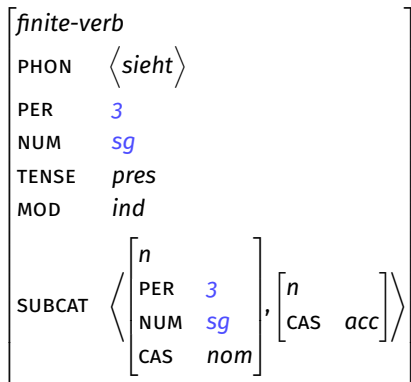 finite-verb
PHON ⟨sieht⟩
PER 3
NUM sg
TENSE pres
MOD ind
SUBCAT ⟨[n PER 3 NUM sg CAS nom], [n CAS acc]⟩